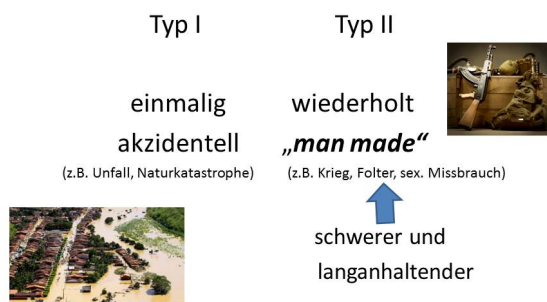 Typ I
Typ II
einmalig
akzidentell
(z.B. Unfall, Naturkatastrophe)
wiederholt
„man made“
(z.B. Krieg, Folter, sex. Missbrauch)
schwerer und
langanhaltender